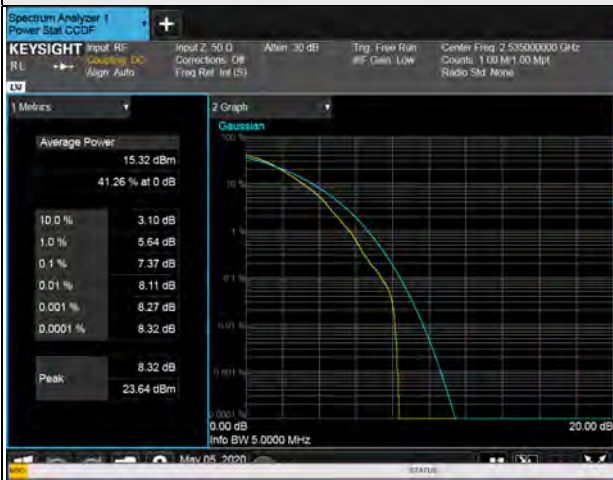 Spectrum Analyzer 1
Power Stat CCDF
+
KEYSIGHT Input: RF Input Z: 50 Ω Atten: 30 dB Trig: Free Run Center Freq: 2.535000000 GHz
RL Coupling: DC Corrections: Off #IF Gain: Low Counts: 1.00 M/1.00 Mpt
Align: Auto Freq Ref: Int (S) Radio Std: None
LW
1 Metrics
2 Graph
Gaussian
Average Power
15.32 dBm
41.26 % at 0 dB
10.0 % 3.10 dB
1.0 % 5.64 dB
0.1 % 7.37 dB
0.01 % 8.11 dB
0.001 % 8.27 dB
0.0001 % 8.32 dB
Peak 8.32 dB
23.64 dBm
100 %
10 %
1 %
0.1 %
0.01 %
0.001 %
0.0001 %
0.00 dB 20.00 dB
Info BW 5.0000 MHz
May 05, 2020
MSG STATUS